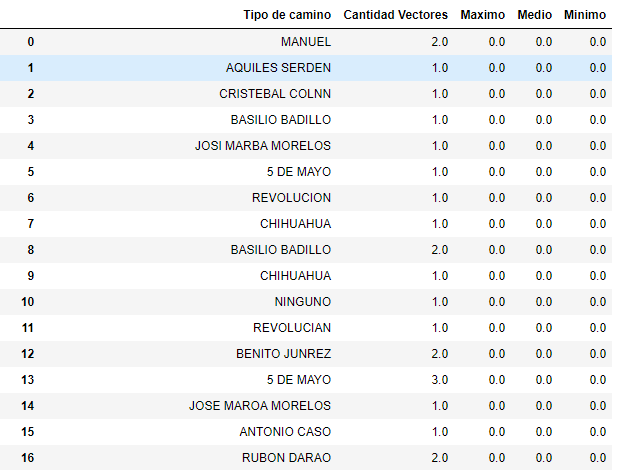 Tipo de camino Cantidad Vectores Maximo Medio Minimo
0 MANUEL 2.0 0.0 0.0 0.0
1 AQUILES SERDEN 1.0 0.0 0.0 0.0
2 CRISTEBAL COLNN 1.0 0.0 0.0 0.0
3 BASILIO BADILLO 1.0 0.0 0.0 0.0
4 JOSI MARBA MORELOS 1.0 0.0 0.0 0.0
5 5 DE MAYO 1.0 0.0 0.0 0.0
6 REVOLUCION 1.0 0.0 0.0 0.0
7 CHIHUAHUA 1.0 0.0 0.0 0.0
8 BASILIO BADILLO 2.0 0.0 0.0 0.0
9 CHIHUAHUA 1.0 0.0 0.0 0.0
10 NINGUNO 1.0 0.0 0.0 0.0
11 REVOLUCIAN 1.0 0.0 0.0 0.0
12 BENITO JUNREZ 2.0 0.0 0.0 0.0
13 5 DE MAYO 3.0 0.0 0.0 0.0
14 JOSE MAROA MORELOS 1.0 0.0 0.0 0.0
15 ANTONIO CASO 1.0 0.0 0.0 0.0
16 RUBON DARAO 2.0 0.0 0.0 0.0